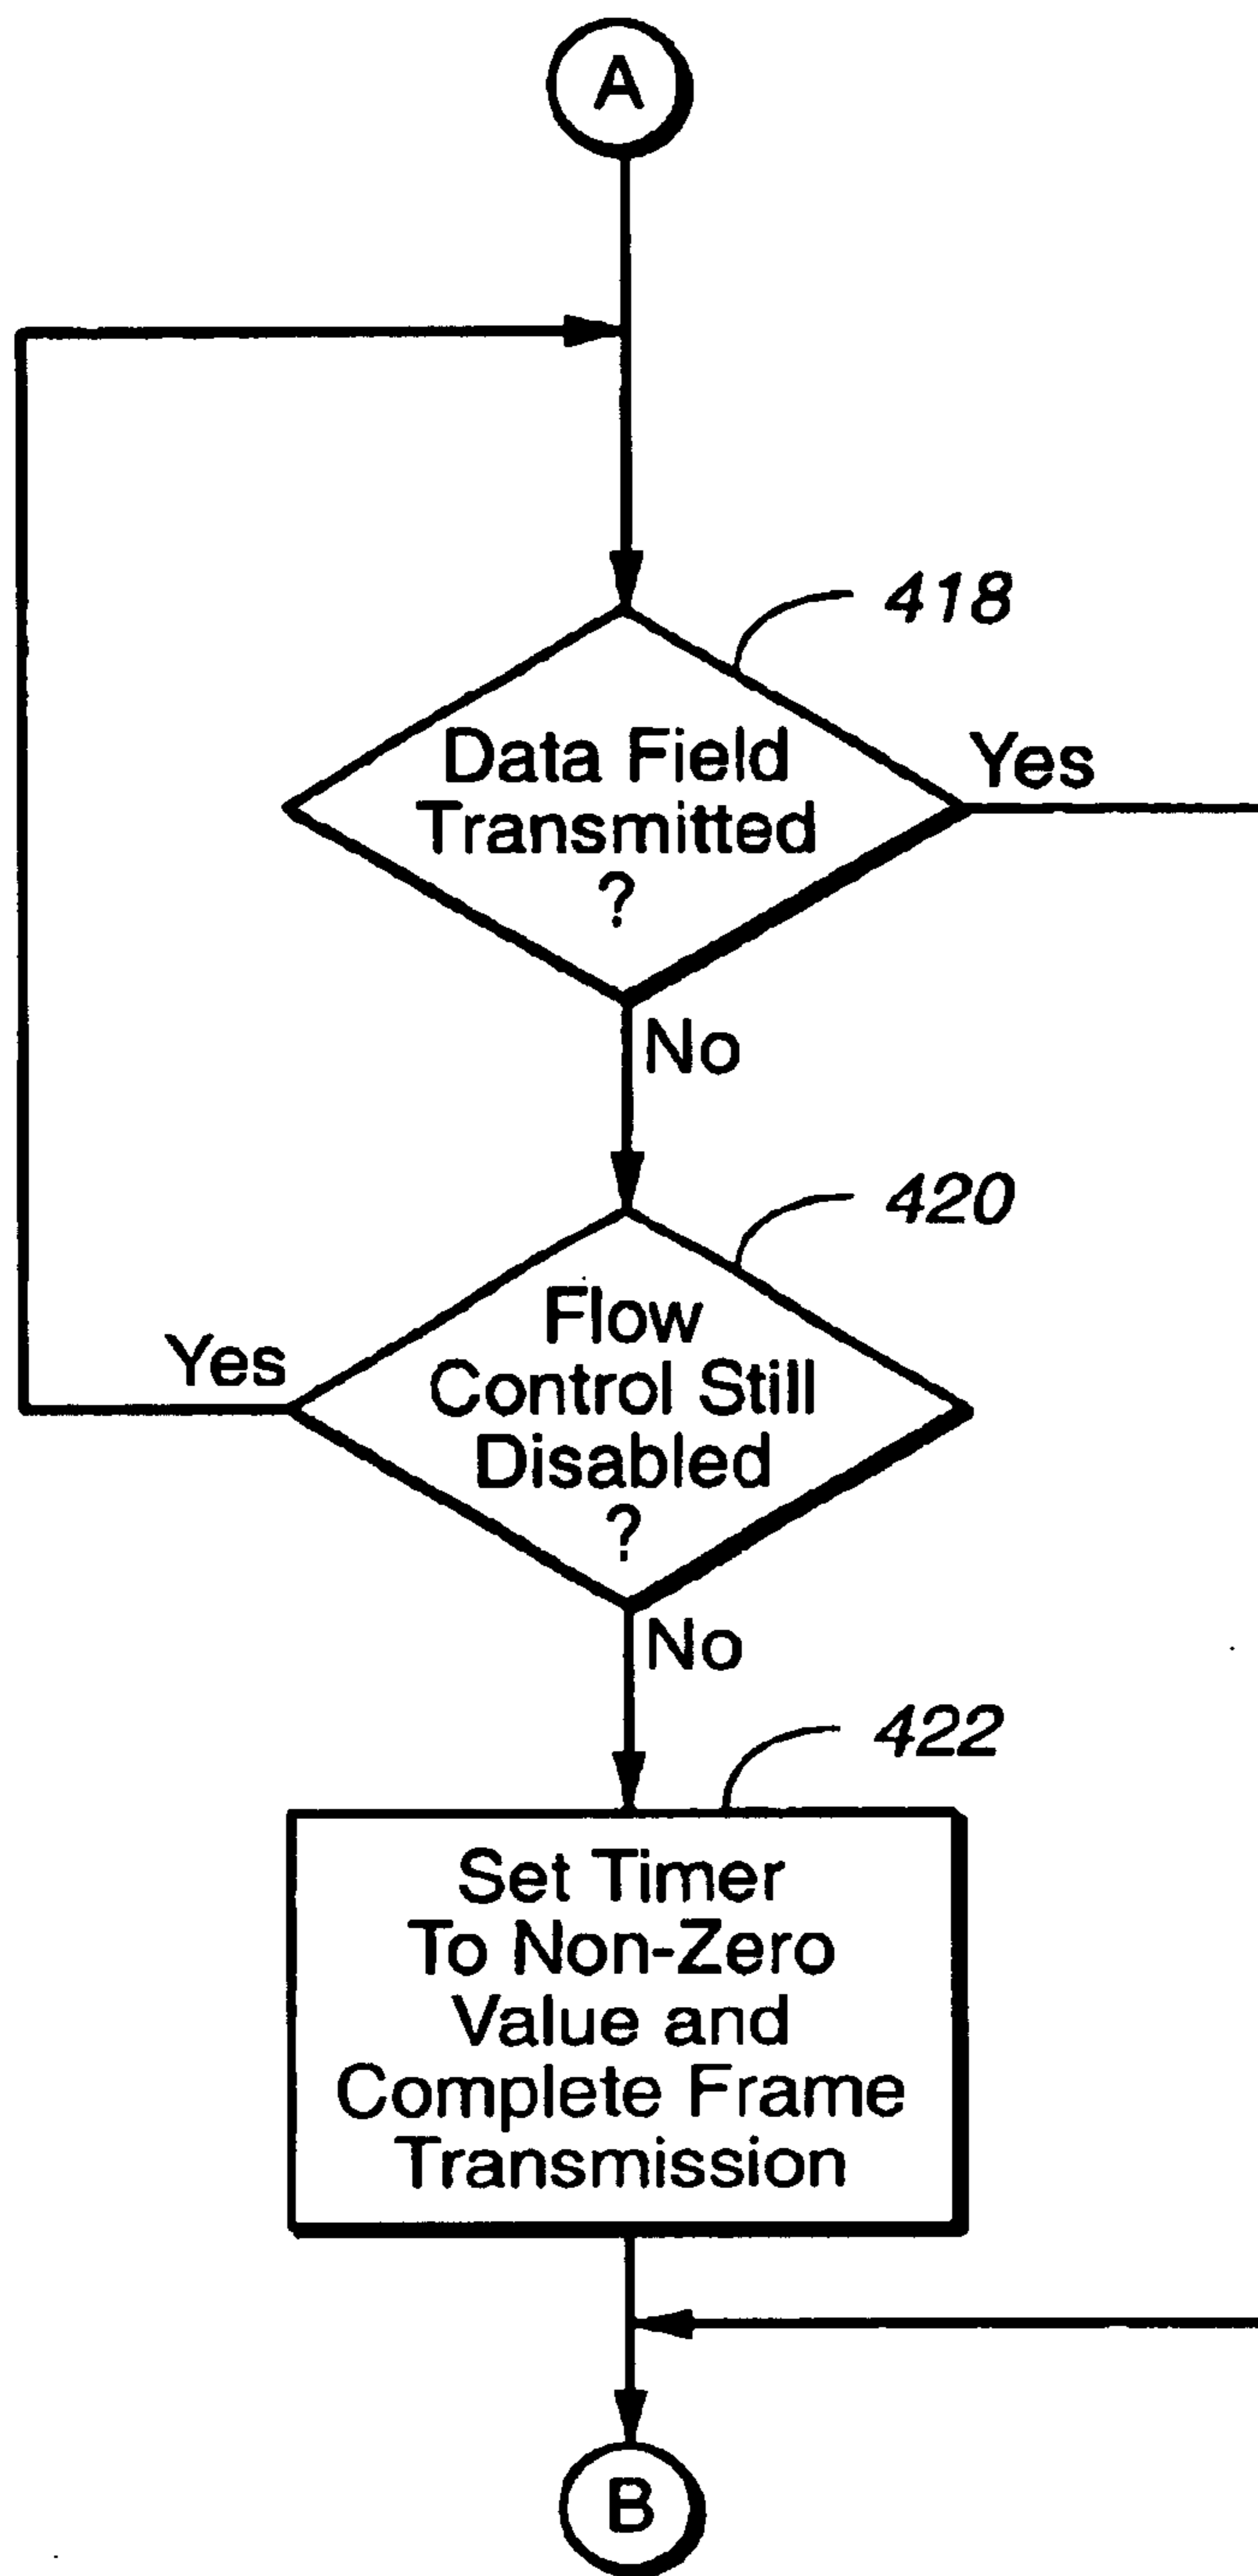 A
418
Data Field
Transmitted
?
Yes
No
420
Flow
Control Still
Disabled
?
Yes
No
422
Set Timer
To Non-Zero
Value and
Complete Frame
Transmission
B